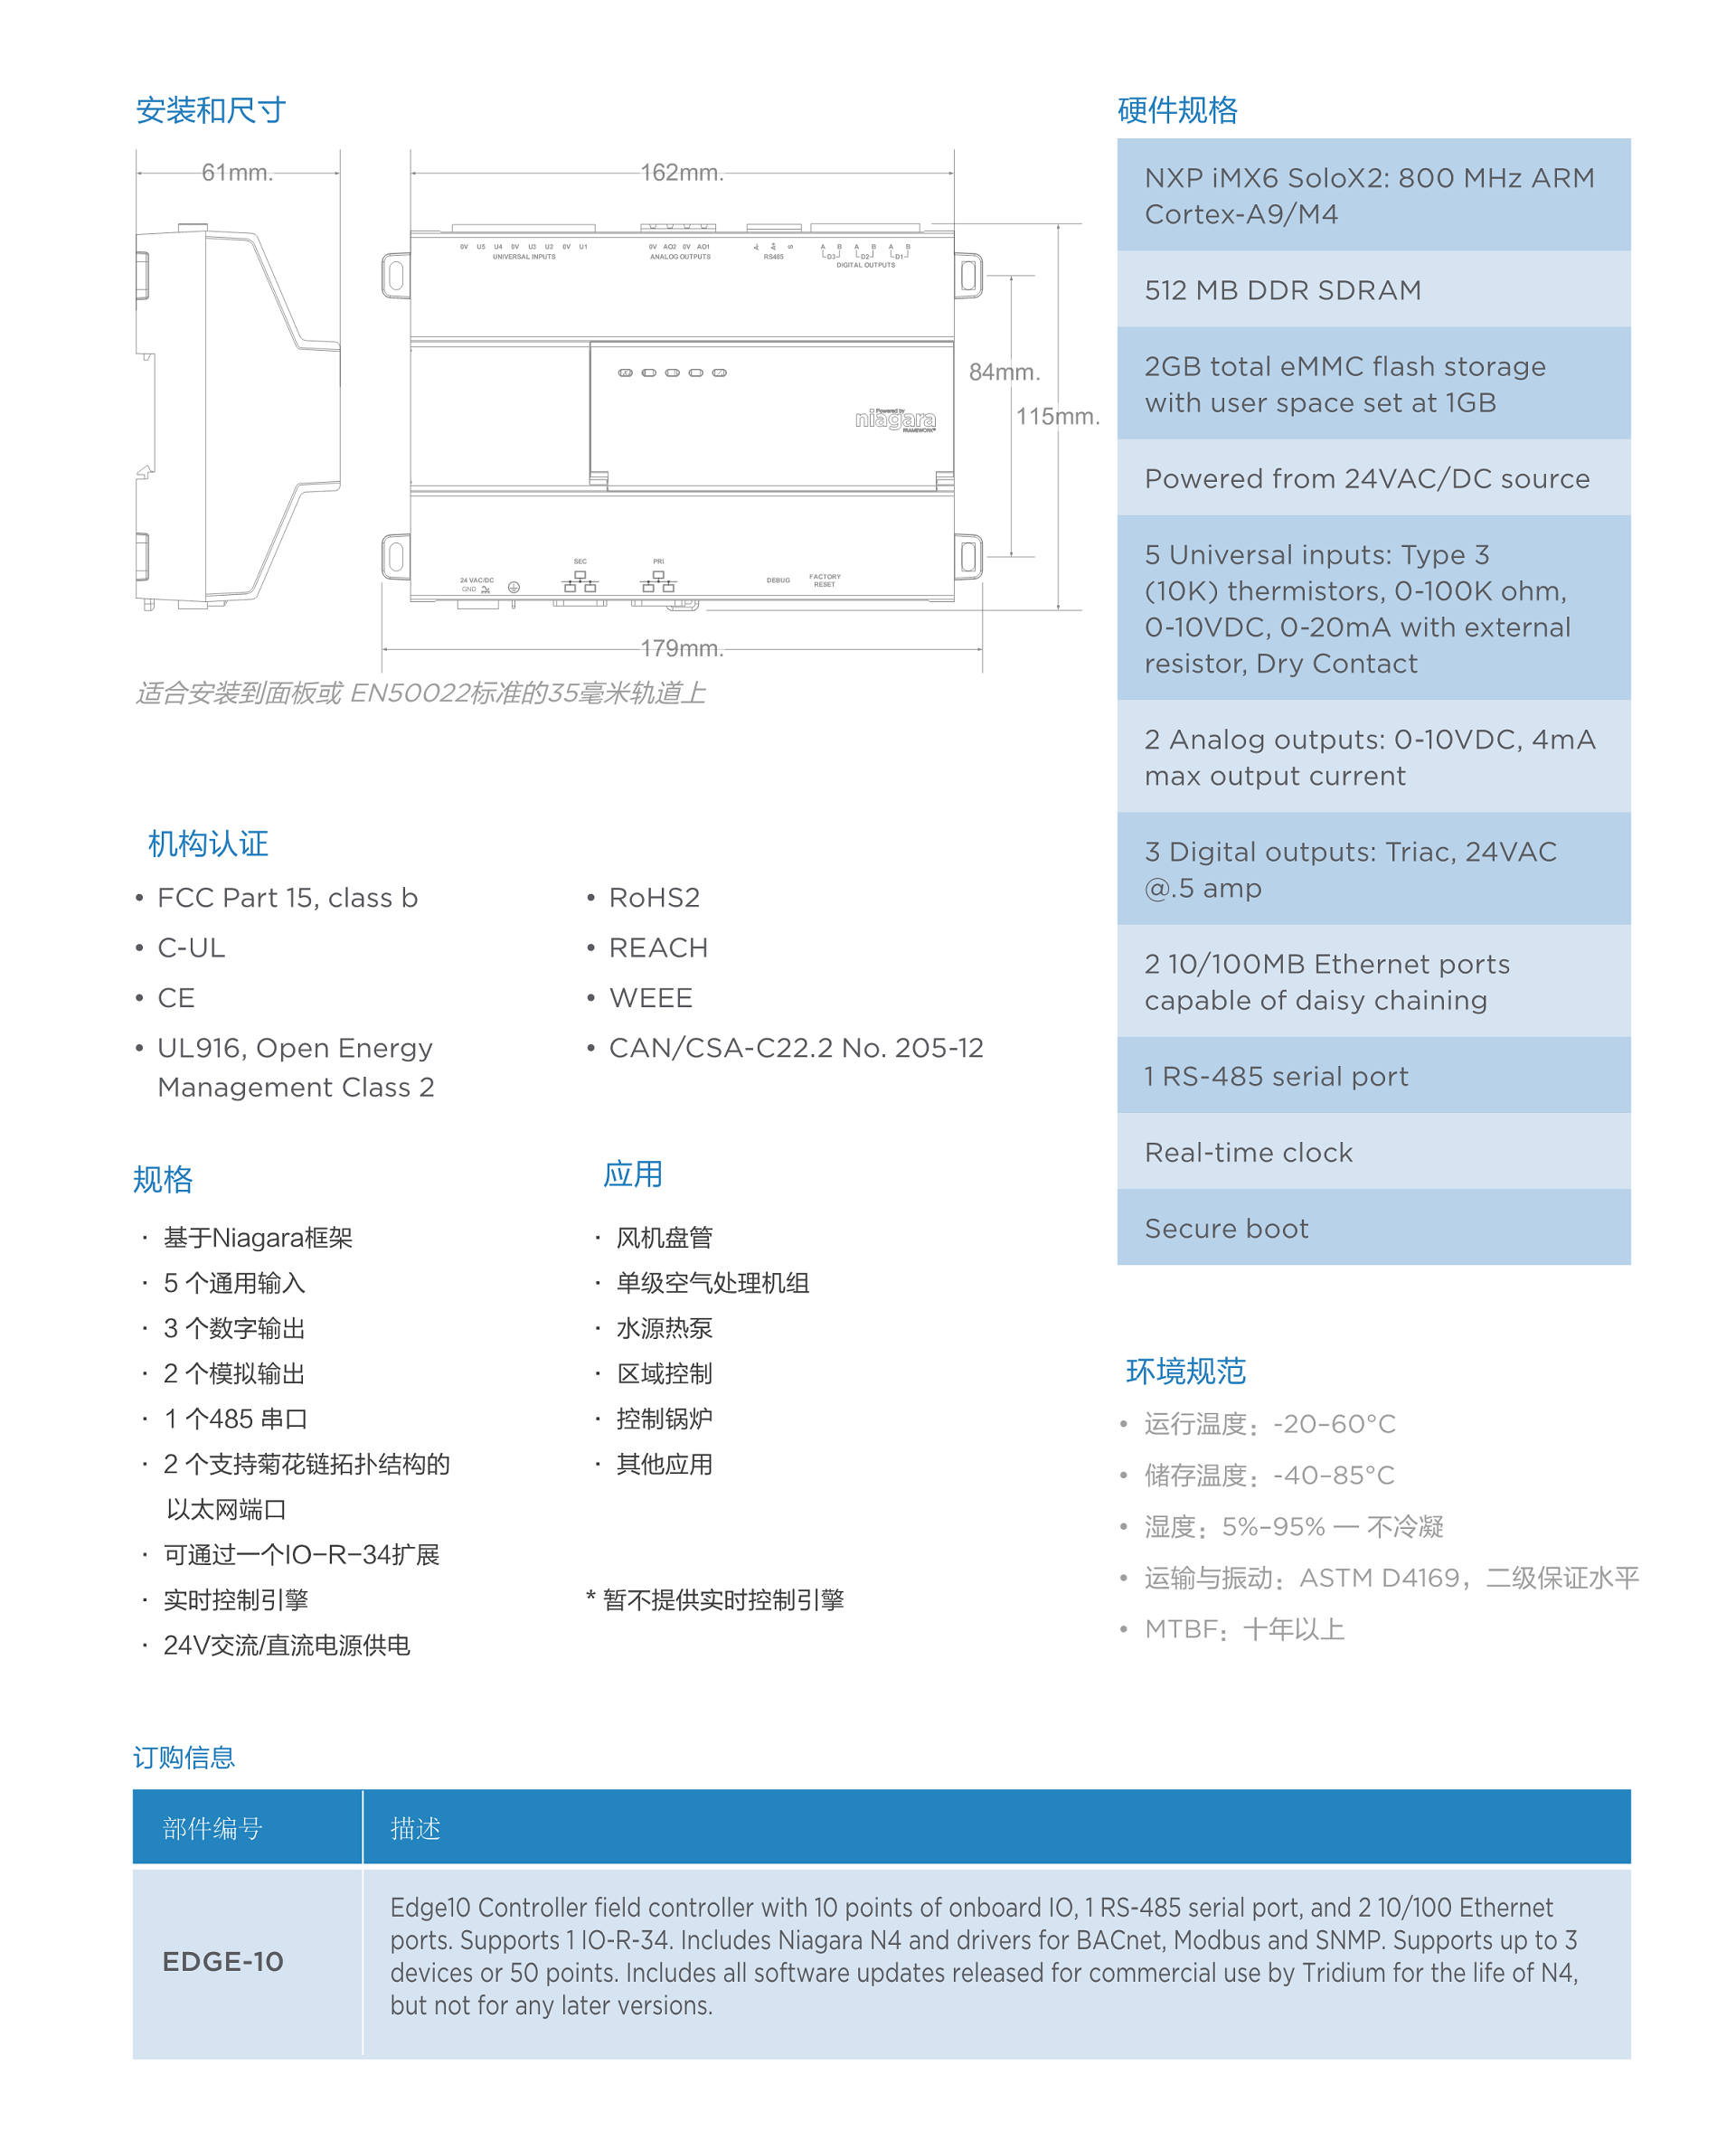 安装和尺寸
61mm.
162mm.
0V U5 U4 0V U3 U2 0V U1
UNIVERSAL INPUTS
0V AO2 0V AO1
ANALOG OUTPUTS
RS485
A B A B A B
D3 D2 D1
DIGITAL OUTPUTS
84mm.
115mm.
Powered by
niagara
FRAMEWORK
SEC
PRI
24 VAC/DC
GND
DEBUG
FACTORY
RESET
179mm.
适合安装到面板或 EN50022标准的35毫米轨道上
机构认证
• FCC Part 15, class b
• C-UL
• CE
• UL916, Open Energy
Management Class 2
• RoHS2
• REACH
• WEEE
• CAN/CSA-C22.2 No. 205-12
规格
· 基于Niagara框架
· 5 个通用输入
· 3 个数字输出
· 2 个模拟输出
· 1 个485 串口
· 2 个支持菊花链拓扑结构的
以太网端口
· 可通过一个IO-R-34扩展
· 实时控制引擎
· 24V交流/直流电源供电
应用
· 风机盘管
· 单级空气处理机组
· 水源热泵
· 区域控制
· 控制锅炉
· 其他应用
* 暂不提供实时控制引擎
硬件规格
NXP iMX6 SoloX2: 800 MHz ARM
Cortex-A9/M4
512 MB DDR SDRAM
2GB total eMMC flash storage
with user space set at 1GB
Powered from 24VAC/DC source
5 Universal inputs: Type 3
(10K) thermistors, 0-100K ohm,
0-10VDC, 0-20mA with external
resistor, Dry Contact
2 Analog outputs: 0-10VDC, 4mA
max output current
3 Digital outputs: Triac, 24VAC
@.5 amp
2 10/100MB Ethernet ports
capable of daisy chaining
1 RS-485 serial port
Real-time clock
Secure boot
环境规范
• 运行温度：-20–60°C
• 储存温度：-40–85°C
• 湿度：5%–95% — 不冷凝
• 运输与振动：ASTM D4169，二级保证水平
• MTBF：十年以上
订购信息
部件编号
描述
EDGE-10
Edge10 Controller field controller with 10 points of onboard IO, 1 RS-485 serial port, and 2 10/100 Ethernet
ports. Supports 1 IO-R-34. Includes Niagara N4 and drivers for BACnet, Modbus and SNMP. Supports up to 3
devices or 50 points. Includes all software updates released for commercial use by Tridium for the life of N4,
but not for any later versions.